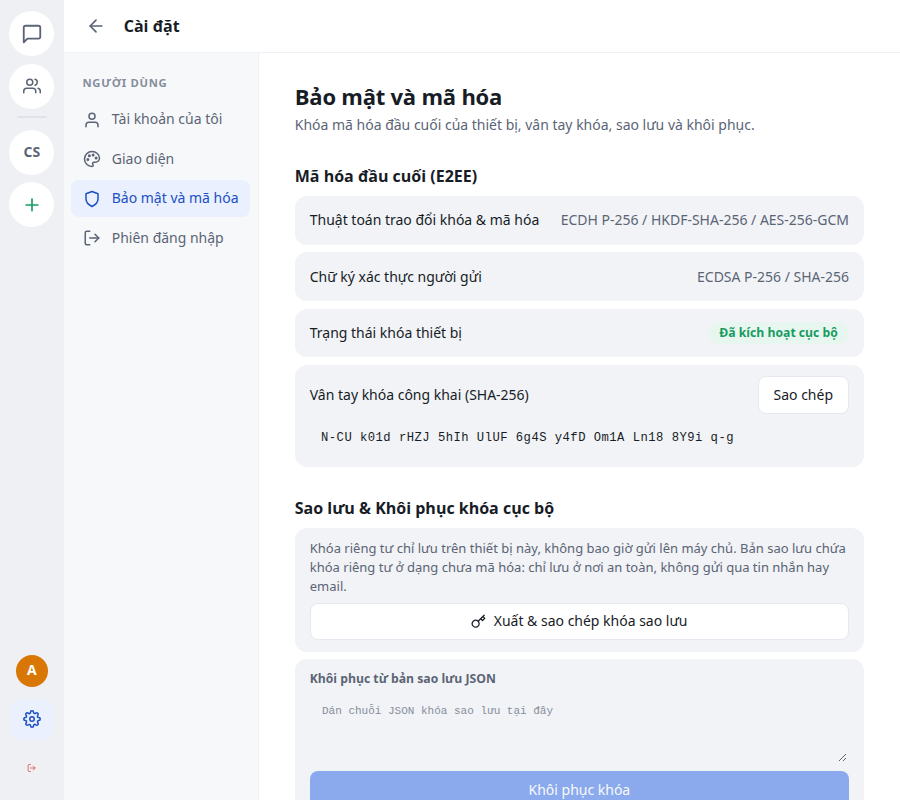 Cài đặt
CS
A
NGƯỜI DÙNG
Tài khoản của tôi
Giao diện
Bảo mật và mã hóa
Phiên đăng nhập
Bảo mật và mã hóa
Khóa mã hóa đầu cuối của thiết bị, vân tay khóa, sao lưu và khôi phục.
Mã hóa đầu cuối (E2EE)
Thuật toán trao đổi khóa & mã hóa ECDH P-256 / HKDF-SHA-256 / AES-256-GCM
Chữ ký xác thực người gửi ECDSA P-256 / SHA-256
Trạng thái khóa thiết bị Đã kích hoạt cục bộ
Vân tay khóa công khai (SHA-256) Sao chép
N-CU k01d rHZJ 5hIh UlUF 6g4S y4fD Om1A Ln18 8Y9i q-g
Sao lưu & Khôi phục khóa cục bộ
Khóa riêng tư chỉ lưu trên thiết bị này, không bao giờ gửi lên máy chủ. Bản sao lưu chứa
khóa riêng tư ở dạng chưa mã hóa: chỉ lưu ở nơi an toàn, không gửi qua tin nhắn hay
email.
Xuất & sao chép khóa sao lưu
Khôi phục từ bản sao lưu JSON
Dán chuỗi JSON khóa sao lưu tại đây
Khôi phục khóa